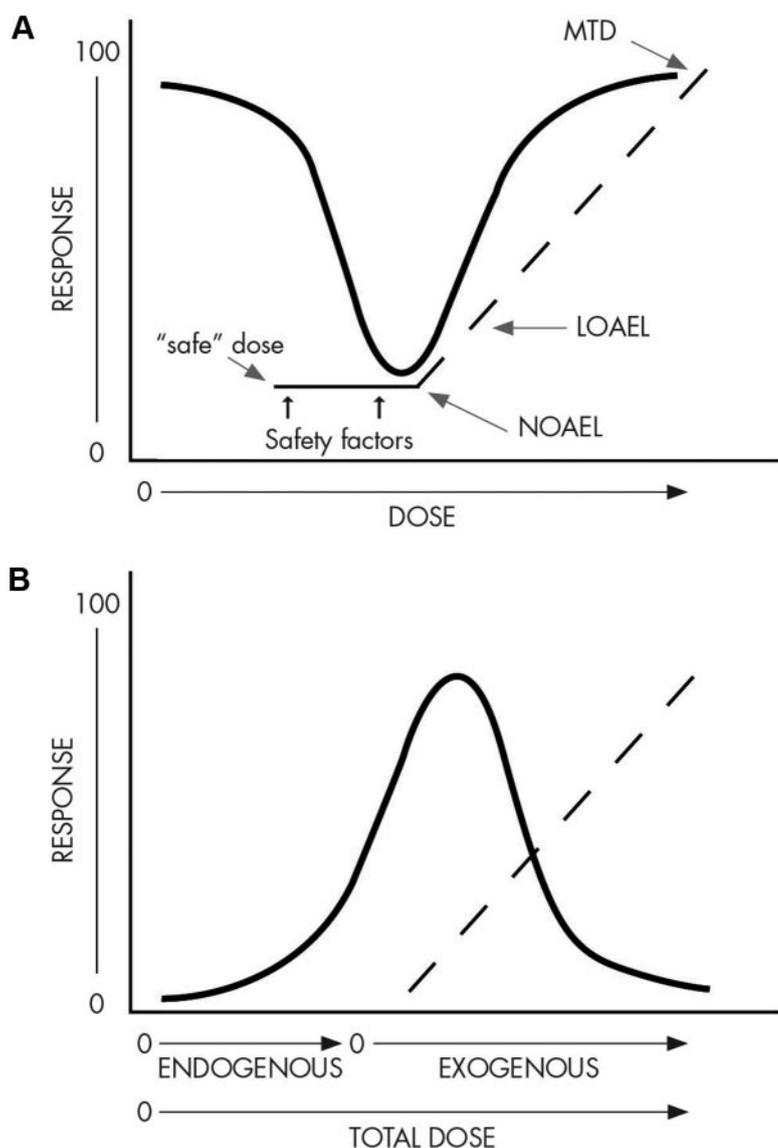 A
100
MTD
RESPONSE
LOAEL
“safe” dose
NOAEL
Safety factors
0
0
DOSE
B
100
RESPONSE
0
0 0
ENDOGENOUS EXOGENOUS
0
TOTAL DOSE